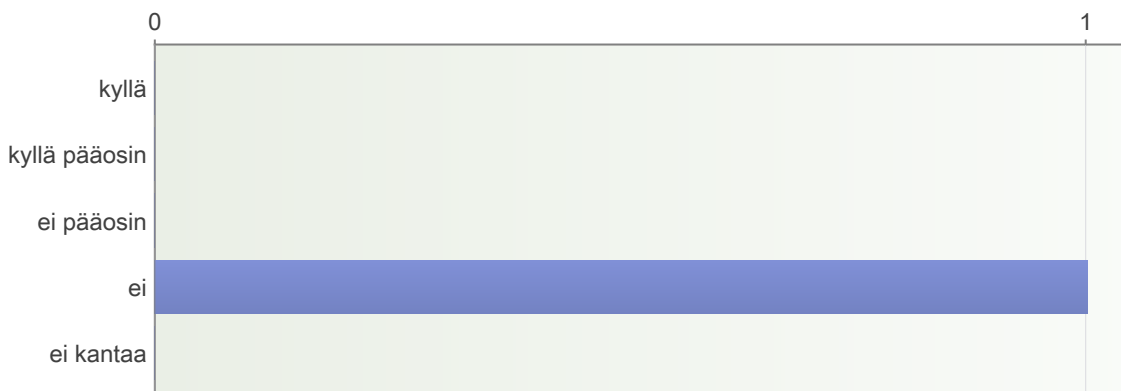 0 1
kyllä
kyllä pääosin
ei pääosin
ei
ei kantaa